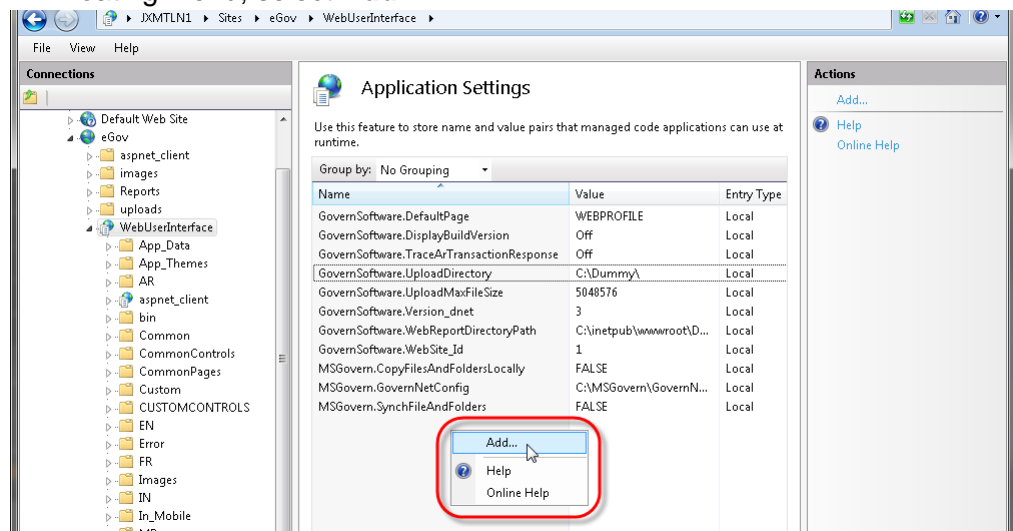 JXMTLN1 ▸ Sites ▸ eGov ▸ WebUserInterface ▸
File View Help
Connections
Default Web Site
eGov
aspnet_client
images
Reports
uploads
WebUserInterface
App_Data
App_Themes
AR
aspnet_client
bin
Common
CommonControls
CommonPages
Custom
CUSTOMCONTROLS
EN
Error
FR
Images
IN
In_Mobile
Application Settings
Use this feature to store name and value pairs that managed code applications can use at
runtime.
Group by: No Grouping
Name Value Entry Type
GovernSoftware.DefaultPage WEBPROFILE Local
GovernSoftware.DisplayBuildVersion Off Local
GovernSoftware.TraceArTransactionResponse Off Local
GovernSoftware.UploadDirectory C:\Dummy\ Local
GovernSoftware.UploadMaxFileSize 5048576 Local
GovernSoftware.Version_dnet 3 Local
GovernSoftware.WebReportDirectoryPath C:\inetpub\wwwroot\D... Local
GovernSoftware.WebSite_Id 1 Local
MSGovern.CopyFilesAndFoldersLocally FALSE Local
MSGovern.GovernNetConfig C:\MSGovern\GovernN... Local
MSGovern.SynchFileAndFolders FALSE Local
Add...
Help
Online Help
Actions
Add...
Help
Online Help